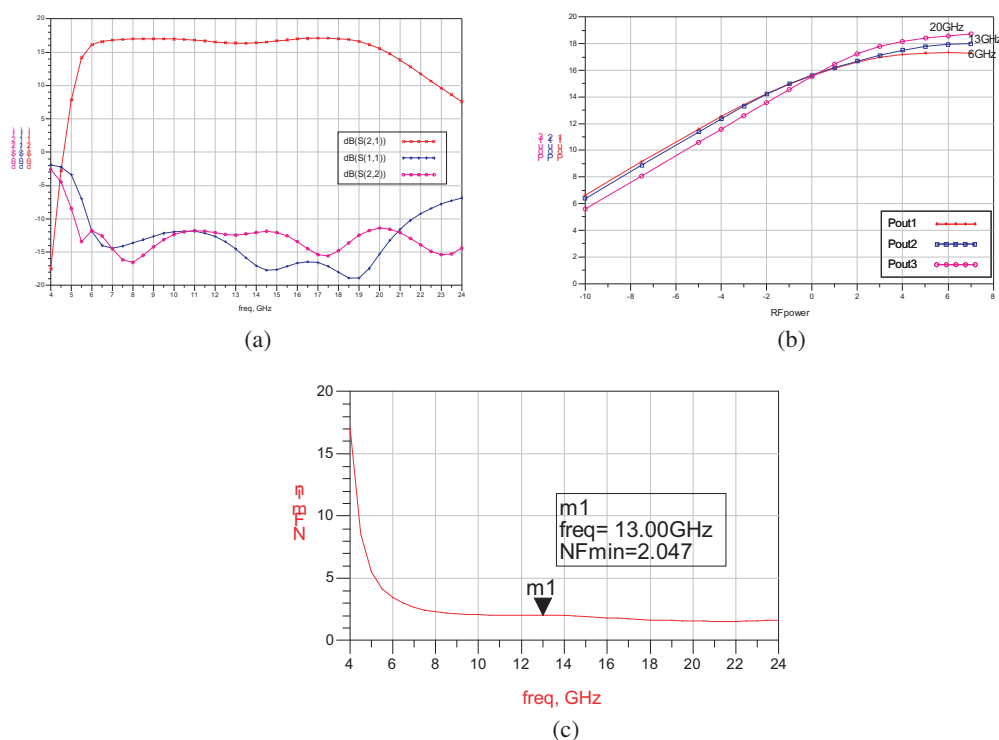 20
15
10
5
0
-5
-10
-15
-20
dB(S(2,1))
dB(S(1,1))
dB(S(2,2))
4 5 6 7 8 9 10 11 12 13 14 15 16 17 18 19 20 21 22 23 24
freq, GHz
(a)
20
18
16
14
12
10
8
6
4
2
0
20GHz
13GHz
6GHz
Pout1
Pout2
Pout3
-10 -8 -6 -4 -2 0 2 4 6 8
RFpower
(b)
20
15
10
5
0
NFmin
m1
freq= 13.00GHz
NFmin=2.047
m1
4 6 8 10 12 14 16 18 20 22 24
freq, GHz
(c)